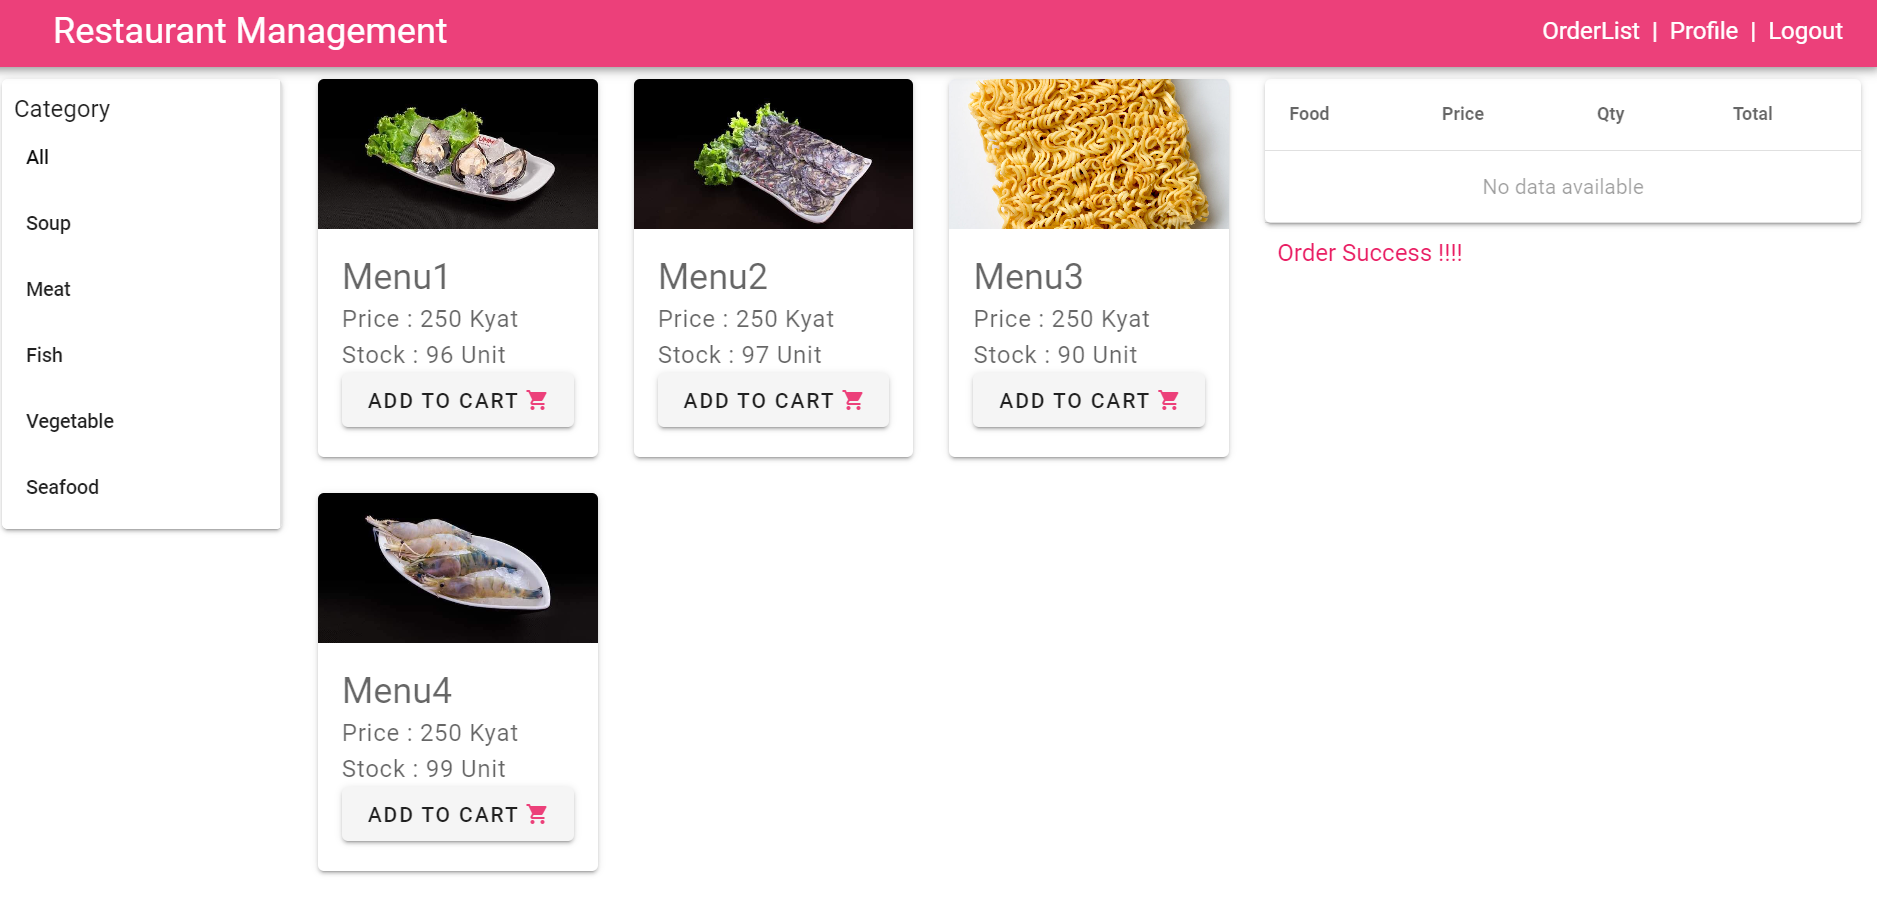 Restaurant Management
OrderList | Profile | Logout
Category
All
Soup
Meat
Fish
Vegetable
Seafood
Menu1
Price : 250 Kyat
Stock : 96 Unit
ADD TO CART
Menu2
Price : 250 Kyat
Stock : 97 Unit
ADD TO CART
Menu3
Price : 250 Kyat
Stock : 90 Unit
ADD TO CART
Menu4
Price : 250 Kyat
Stock : 99 Unit
ADD TO CART
Food Price Qty Total
No data available
Order Success !!!!